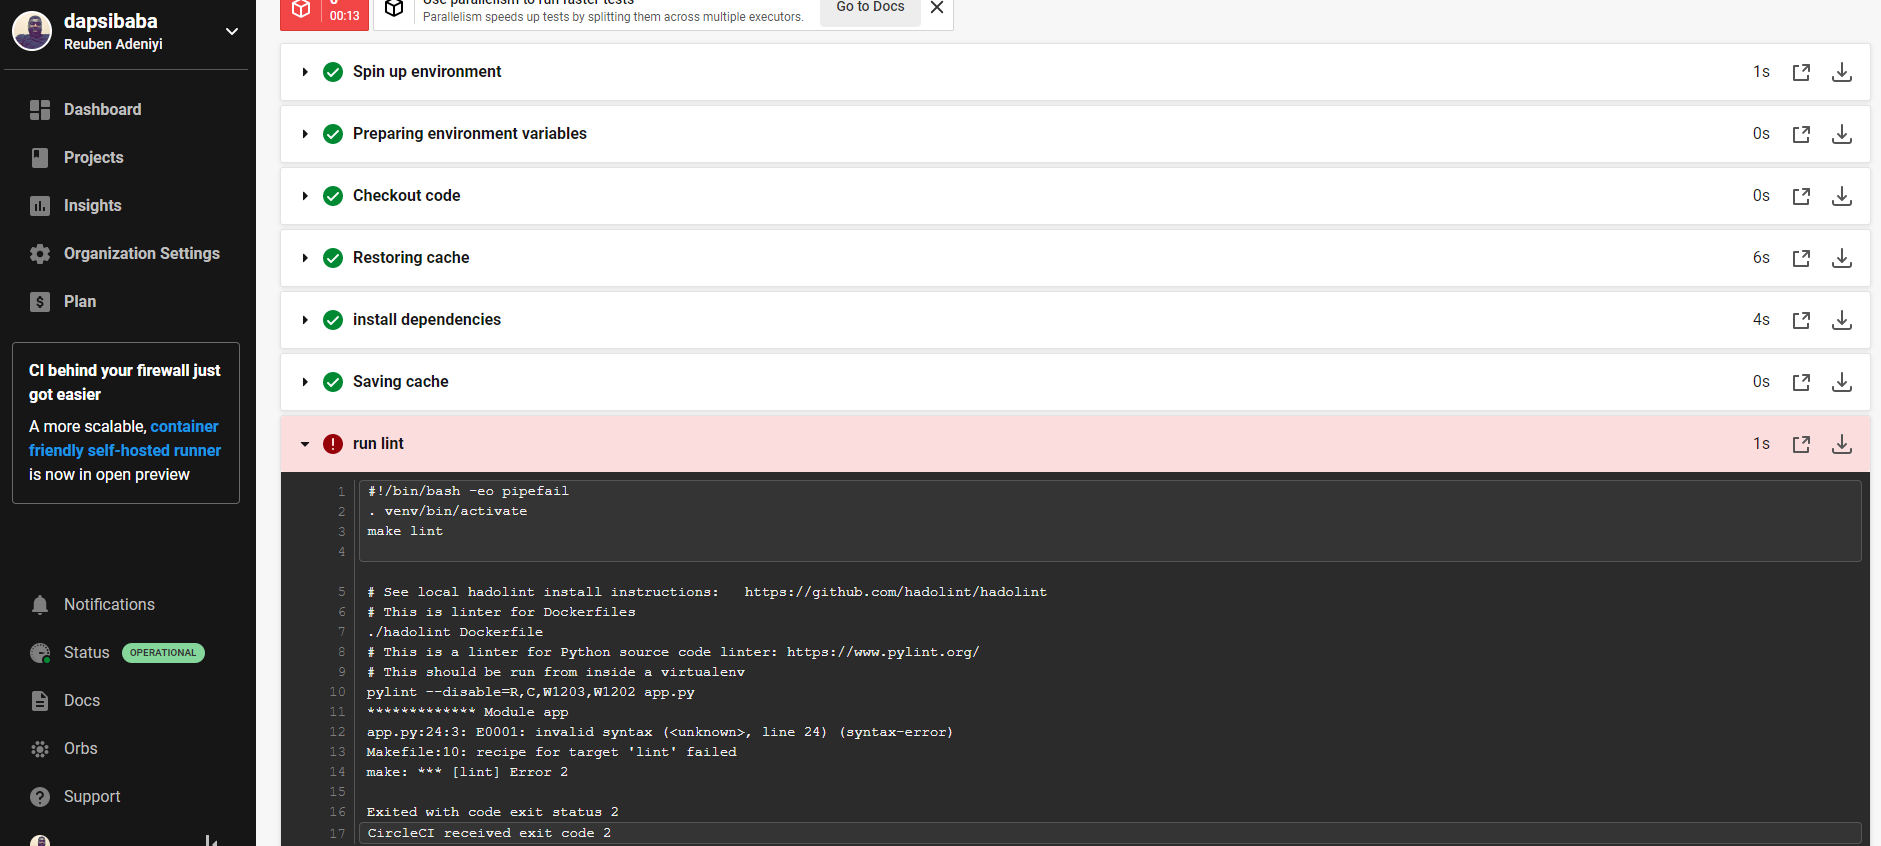 dapsibaba
Reuben Adeniyi
Dashboard
Projects
Insights
Organization Settings
Plan
CI behind your firewall just
got easier
A more scalable, container
friendly self-hosted runner
is now in open preview
Notifications
Status OPERATIONAL
Docs
Orbs
Support
00:13
Use parallelism to run faster tests
Parallelism speeds up tests by splitting them across multiple executors.
Go to Docs
Spin up environment 1s
Preparing environment variables 0s
Checkout code 0s
Restoring cache 6s
install dependencies 4s
Saving cache 0s
run lint 1s
1 #!/bin/bash -eo pipefail
2 . venv/bin/activate
3 make lint
4
5 # See local hadolint install instructions:   https://github.com/hadolint/hadolint
6 # This is linter for Dockerfiles
7 ./hadolint Dockerfile
8 # This is a linter for Python source code linter: https://www.pylint.org/
9 # This should be run from inside a virtualenv
10 pylint --disable=R,C,W1203,W1202 app.py
11 ************* Module app
12 app.py:24:3: E0001: invalid syntax (<unknown>, line 24) (syntax-error)
13 Makefile:10: recipe for target 'lint' failed
14 make: *** [lint] Error 2
15
16 Exited with code exit status 2
17 CircleCI received exit code 2